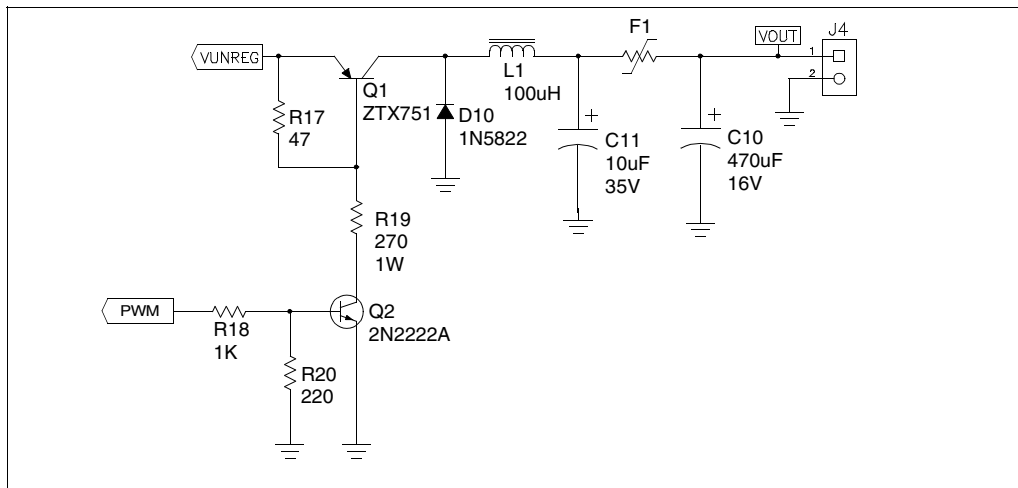 VUNREG
R17
47
Q1
ZTX751
D10
1N5822
L1
100uH
F1
VOUT
J4
1
2
+
C11
10uF
35V
+
C10
470uF
16V
R19
270
1W
PWM
R18
1K
Q2
2N2222A
R20
220